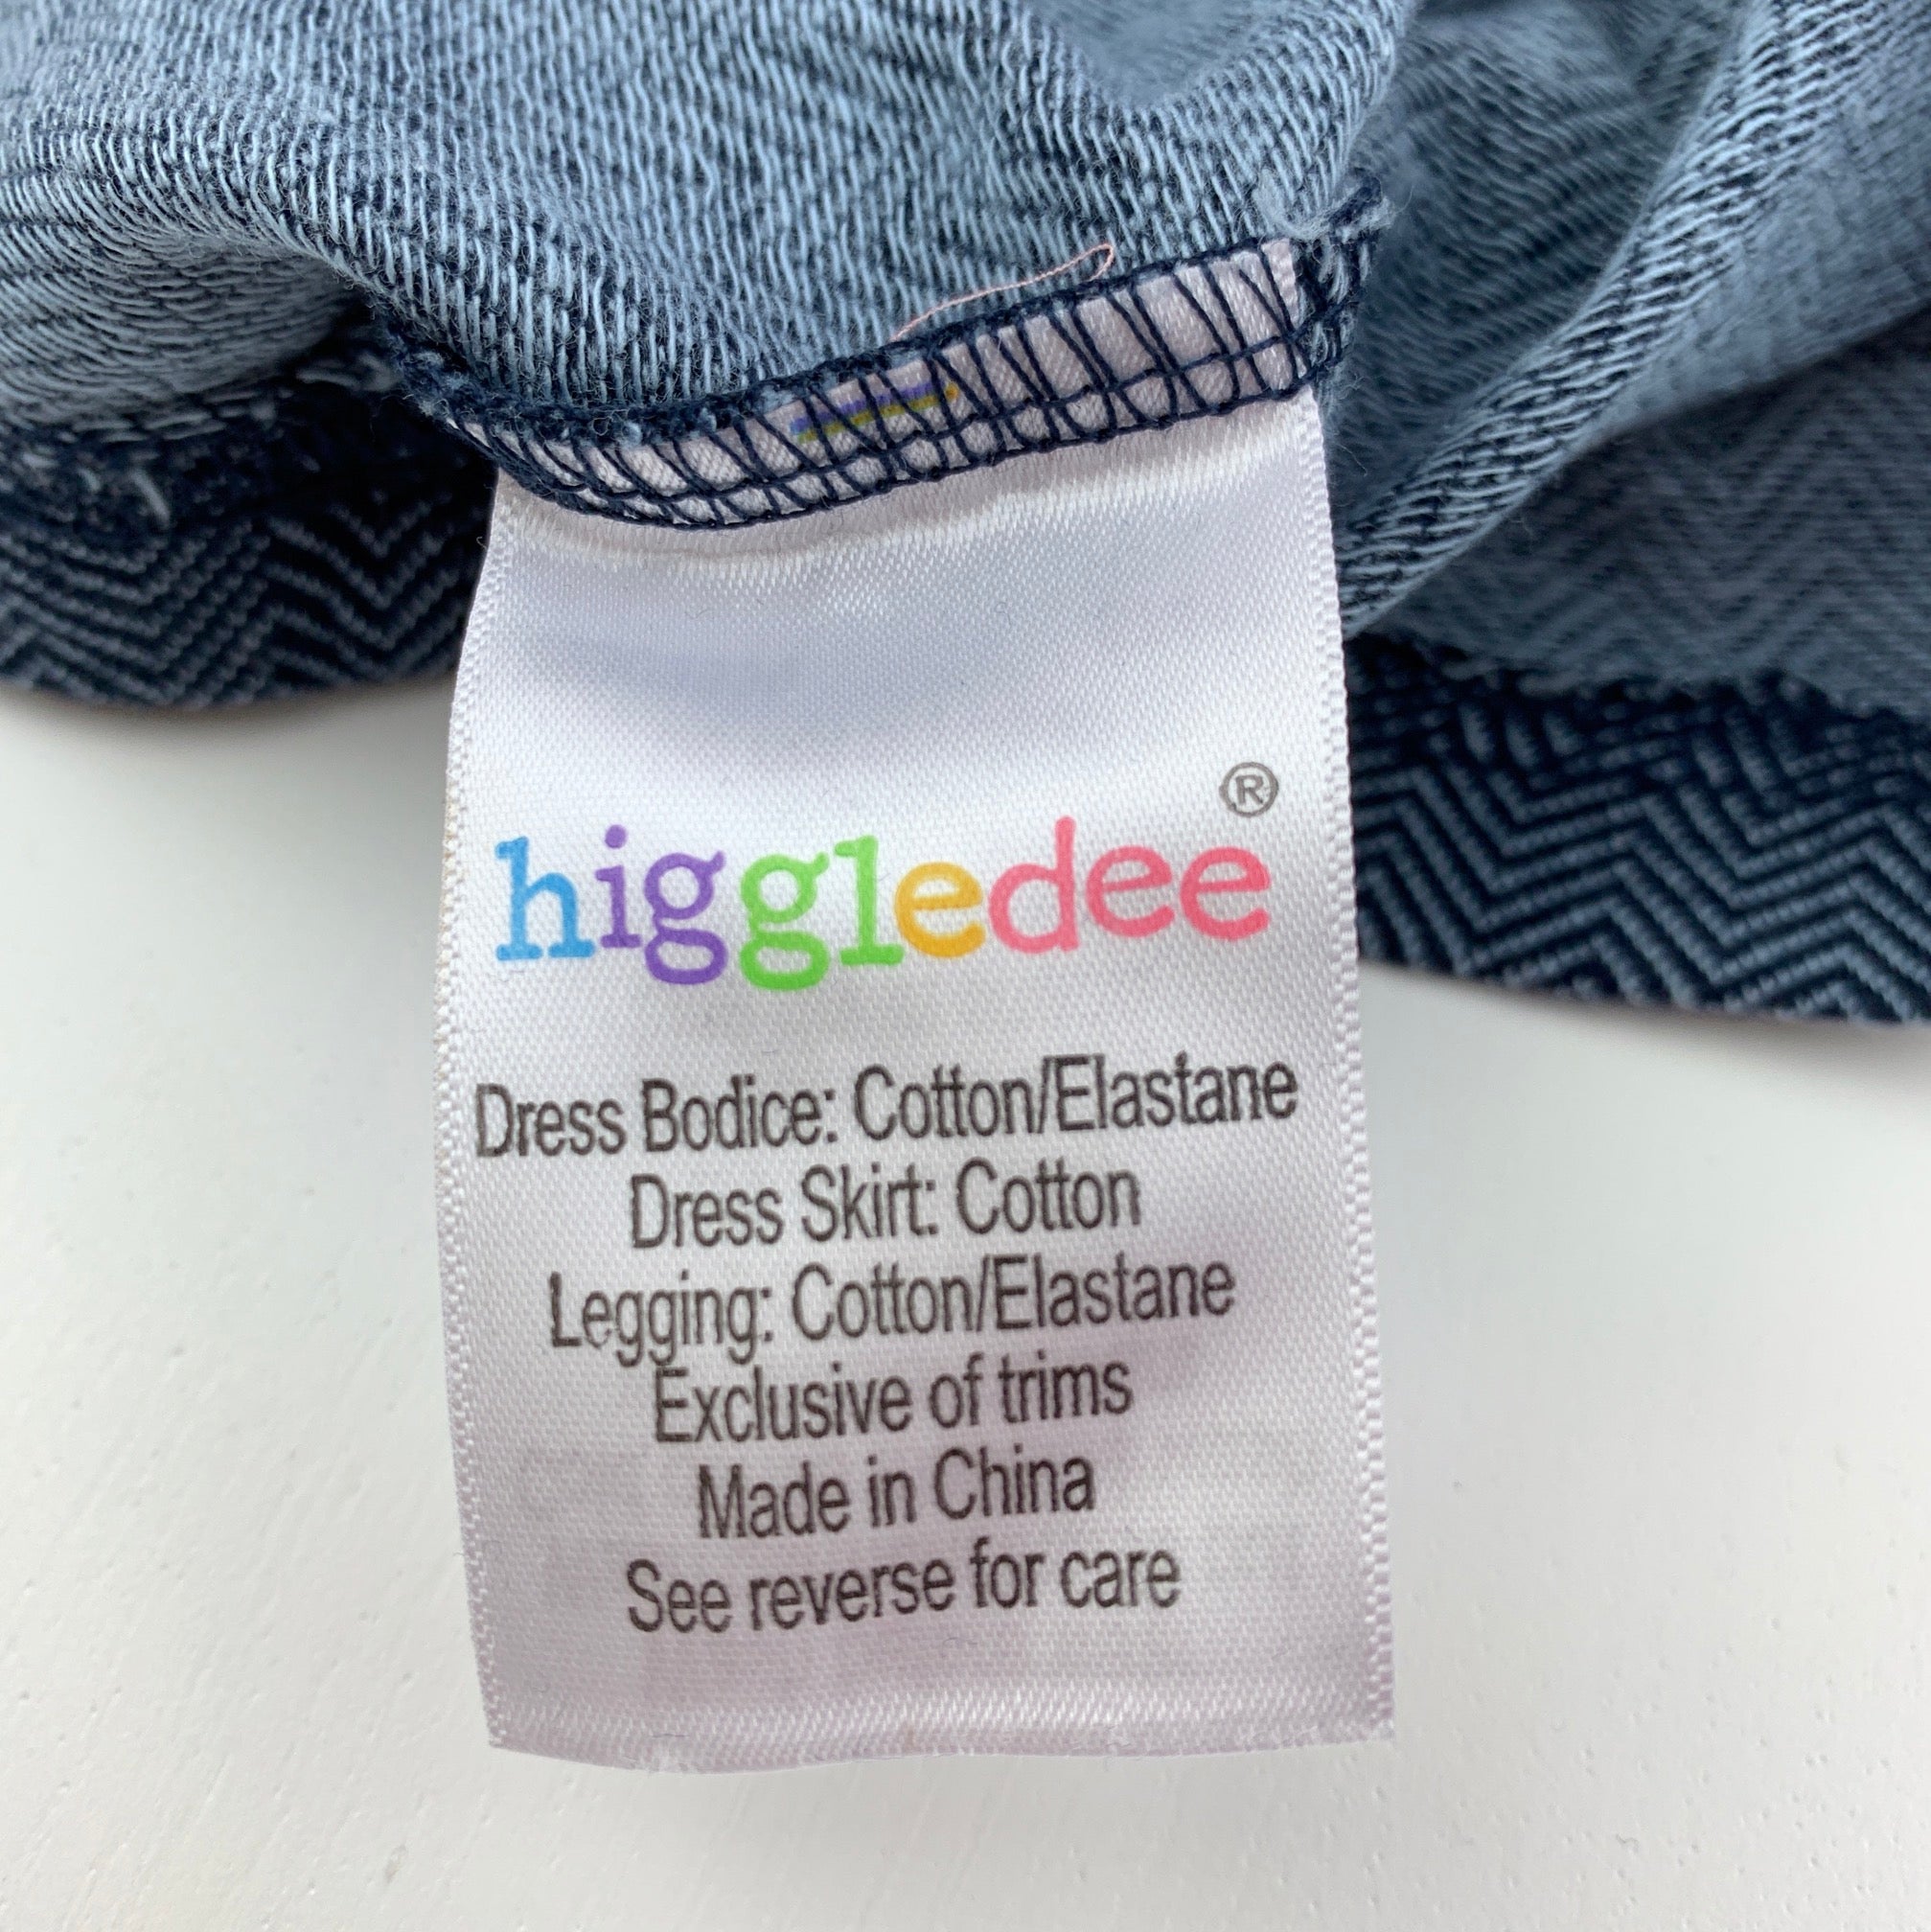 higgledee®
Dress Bodice: Cotton/Elastane
Dress Skirt: Cotton
Legging: Cotton/Elastane
Exclusive of trims
Made in China
See reverse for care